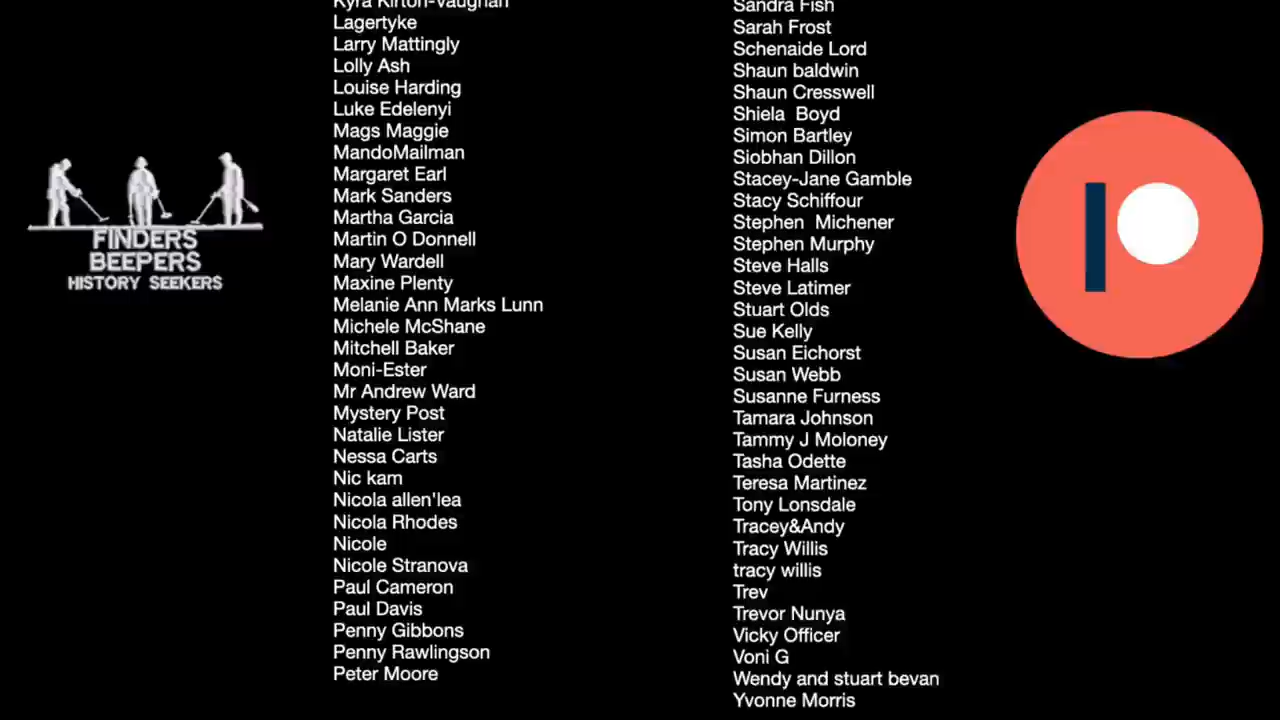 FINDERS
BEEPERS
HISTORY SEEKERS
Kyra Kirton-Vaughan
Lagertyke
Larry Mattingly
Lolly Ash
Louise Harding
Luke Edelenyi
Mags Maggie
MandoMailman
Margaret Earl
Mark Sanders
Martha Garcia
Martin O Donnell
Mary Wardell
Maxine Plenty
Melanie Ann Marks Lunn
Michele McShane
Mitchell Baker
Moni-Ester
Mr Andrew Ward
Mystery Post
Natalie Lister
Nessa Carts
Nic kam
Nicola allen'lea
Nicola Rhodes
Nicole
Nicole Stranova
Paul Cameron
Paul Davis
Penny Gibbons
Penny Rawlingson
Peter Moore
Sandra Fish
Sarah Frost
Schenaide Lord
Shaun baldwin
Shaun Cresswell
Shiela  Boyd
Simon Bartley
Siobhan Dillon
Stacey-Jane Gamble
Stacy Schiffour
Stephen  Michener
Stephen Murphy
Steve Halls
Steve Latimer
Stuart Olds
Sue Kelly
Susan Eichorst
Susan Webb
Susanne Furness
Tamara Johnson
Tammy J Moloney
Tasha Odette
Teresa Martinez
Tony Lonsdale
Tracey&Andy
Tracy Willis
tracy willis
Trev
Trevor Nunya
Vicky Officer
Voni G
Wendy and stuart bevan
Yvonne Morris